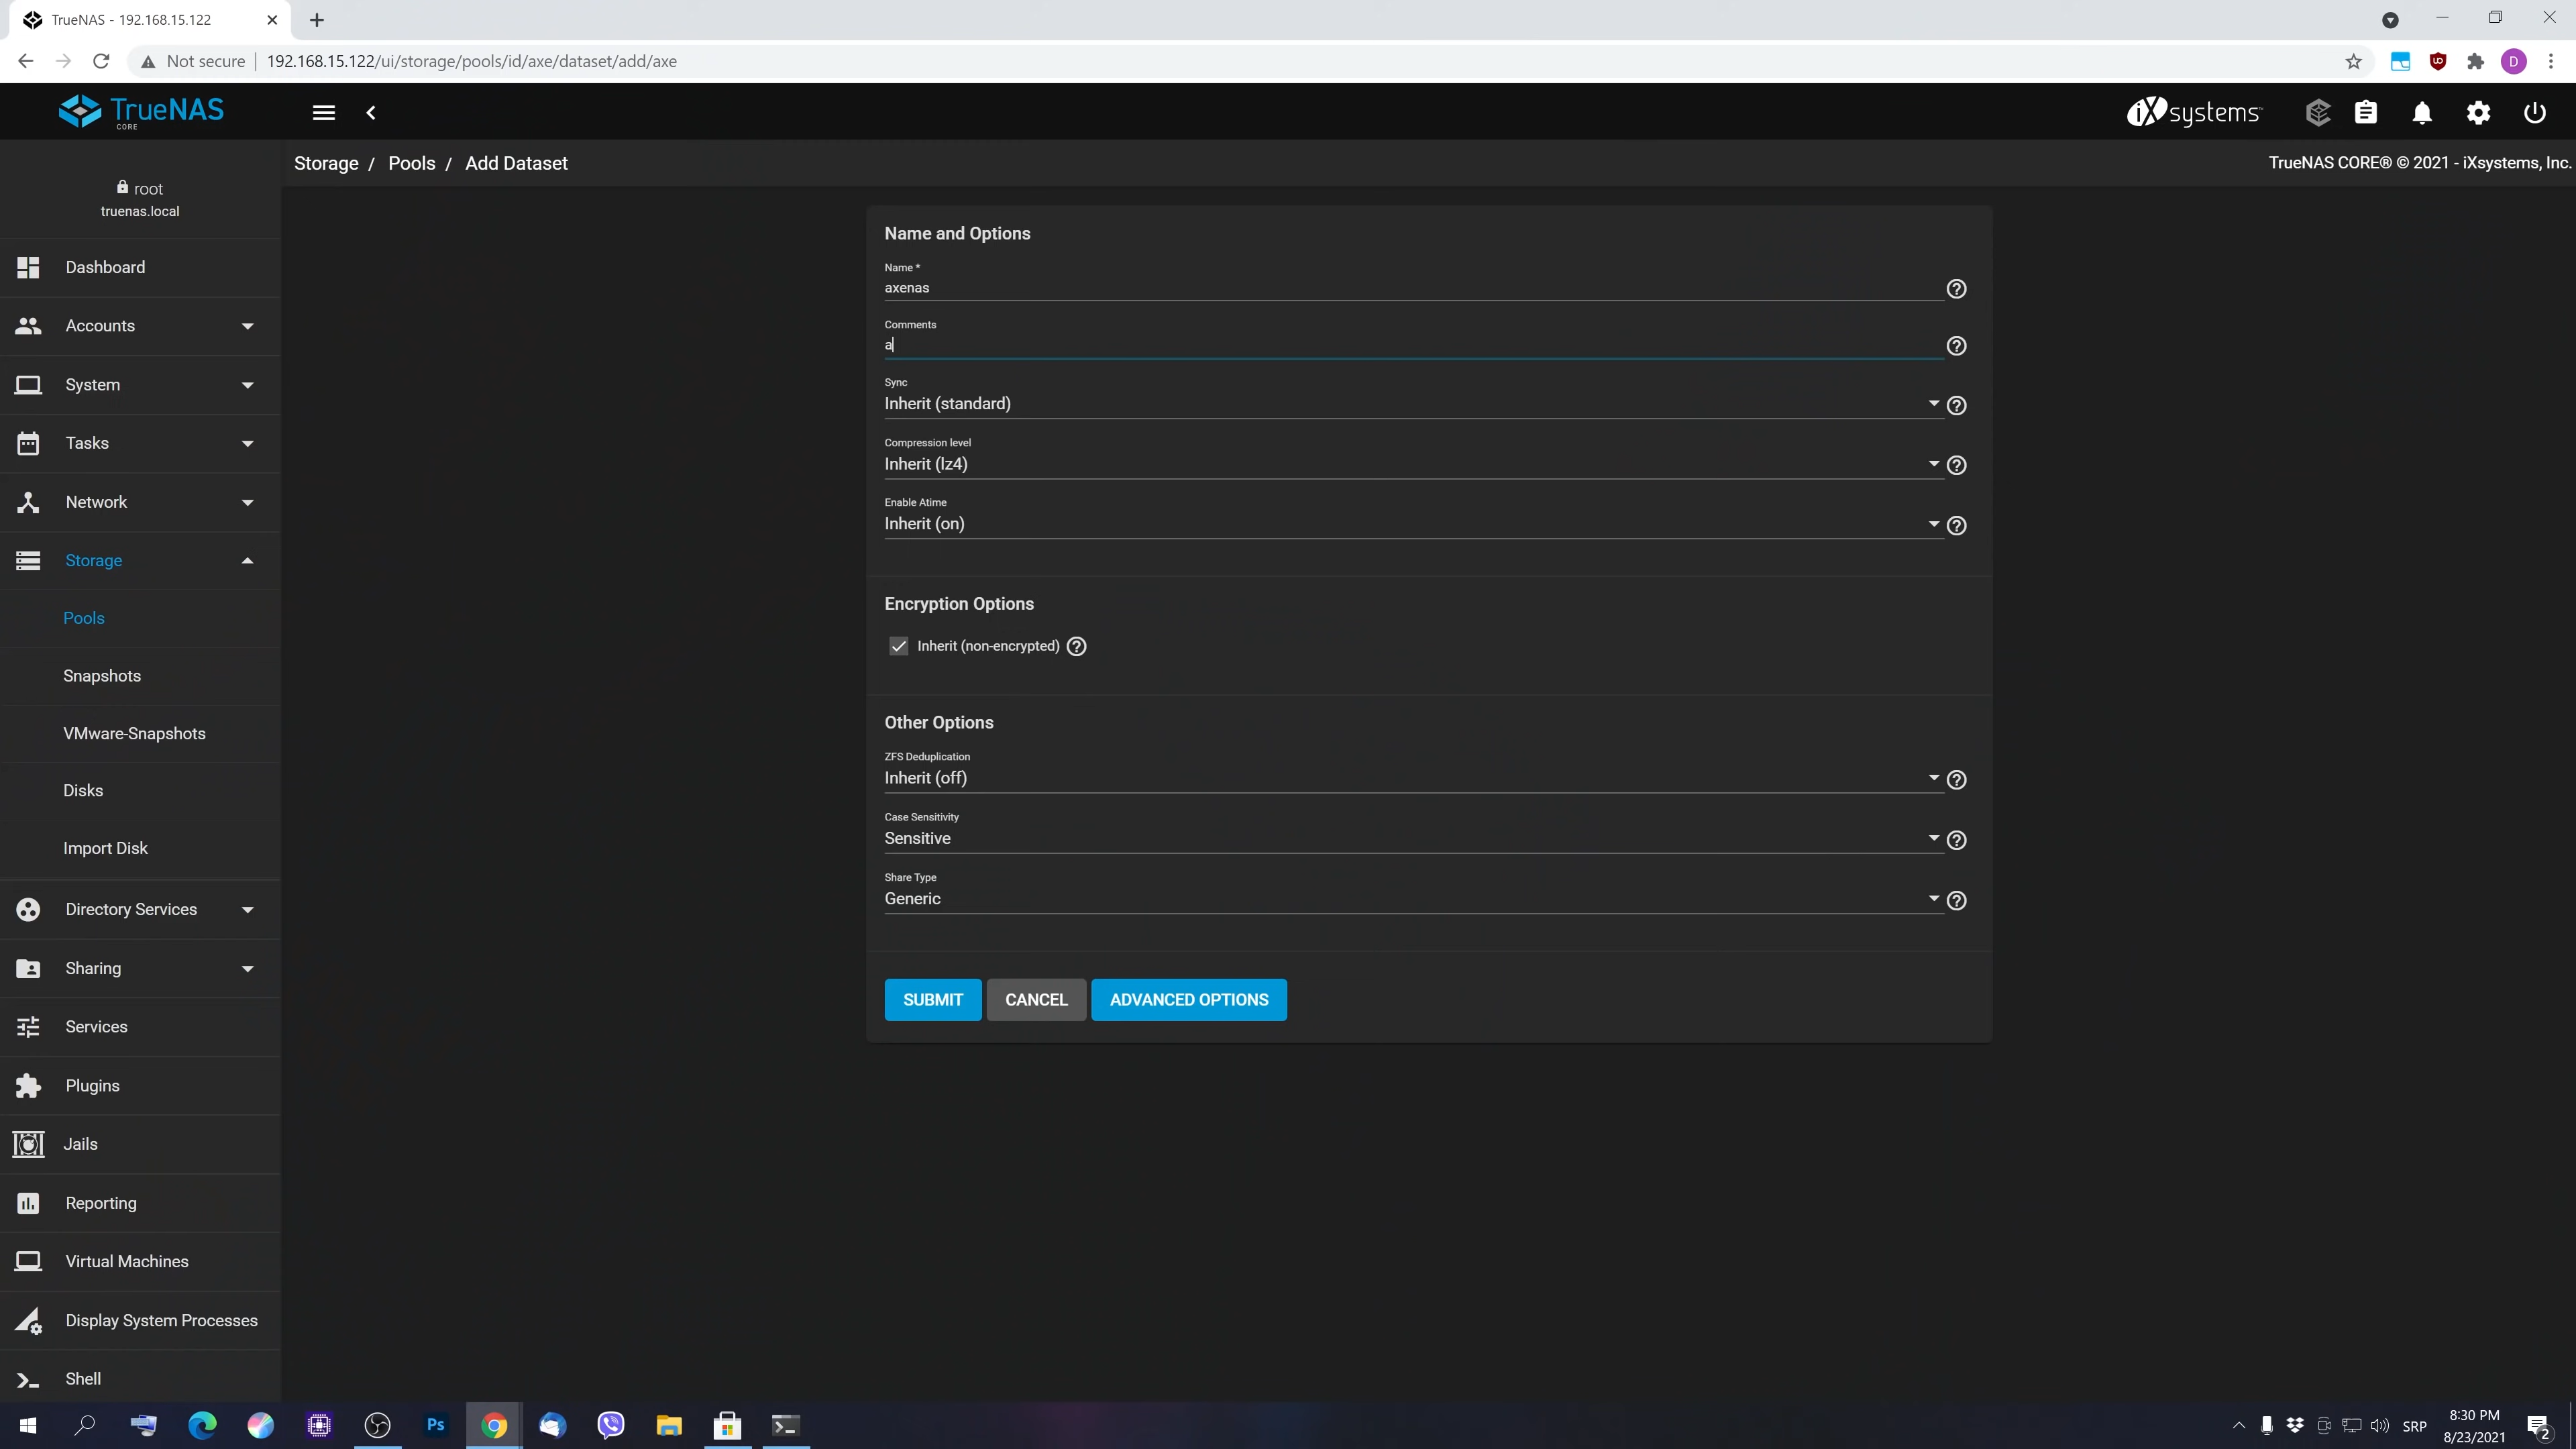 TrueNAS - 192.168.15.122
Not secure
192.168.15.122/ui/storage/pools/id/axe/dataset/add/axe
D
TrueNAS
CORE
iXsystems
Storage / Pools / Add Dataset
TrueNAS CORE® © 2021 - iXsystems, Inc.
root
truenas.local
Dashboard
Accounts
System
Tasks
Network
Storage
Pools
Snapshots
VMware-Snapshots
Disks
Import Disk
Directory Services
Sharing
Services
Plugins
Jails
Reporting
Virtual Machines
Display System Processes
Shell
Name and Options
Name *
axenas
Comments
a
Sync
Inherit (standard)
Compression level
Inherit (lz4)
Enable Atime
Inherit (on)
Encryption Options
Inherit (non-encrypted)
Other Options
ZFS Deduplication
Inherit (off)
Case Sensitivity
Sensitive
Share Type
Generic
SUBMIT
CANCEL
ADVANCED OPTIONS
Ps
SRP
8:30 PM
8/23/2021
2